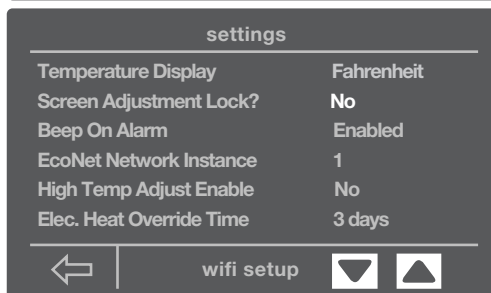 settings
Temperature Display Fahrenheit
Screen Adjustment Lock? No
Beep On Alarm Enabled
EcoNet Network Instance 1
High Temp Adjust Enable No
Elec. Heat Override Time 3 days
wifi setup